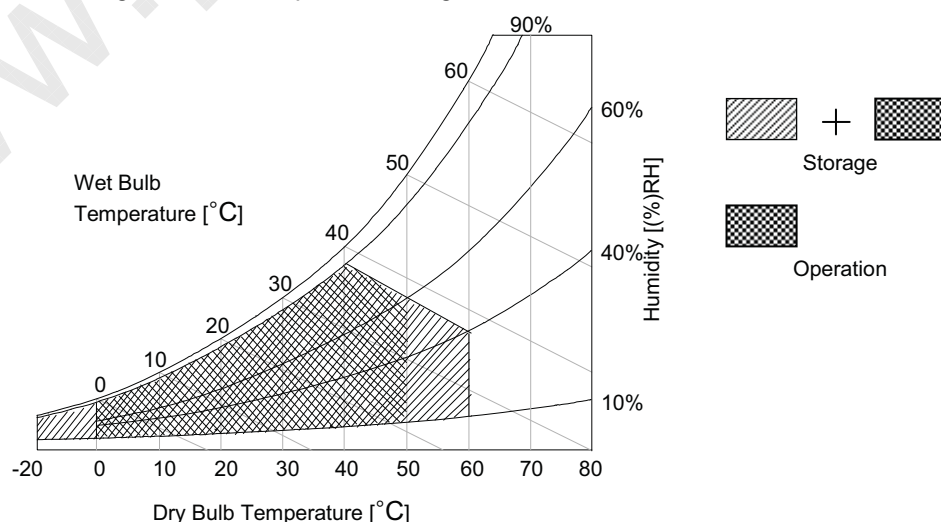 90%
60
60%
50
Wet Bulb
Temperature [°C]
Humidity [(%)RH]
40
40%
30
20
10
0
10%
-20 0 10 20 30 40 50 60 70 80
Dry Bulb Temperature [°C]
+
Storage
Operation